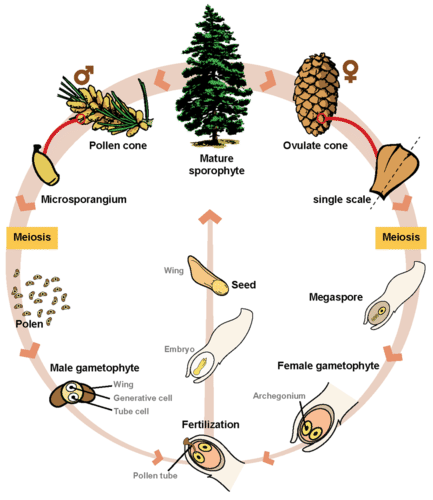 ♂
♀
Pollen cone
Mature
sporophyte
Ovulate cone
Microsporangium
single scale
Meiosis
Meiosis
Wing
Seed
Megaspore
Polen
Embryo
Male gametophyte
Female gametophyte
Wing
Generative cell
Tube cell
Archegonium
Fertilization
Pollen tube